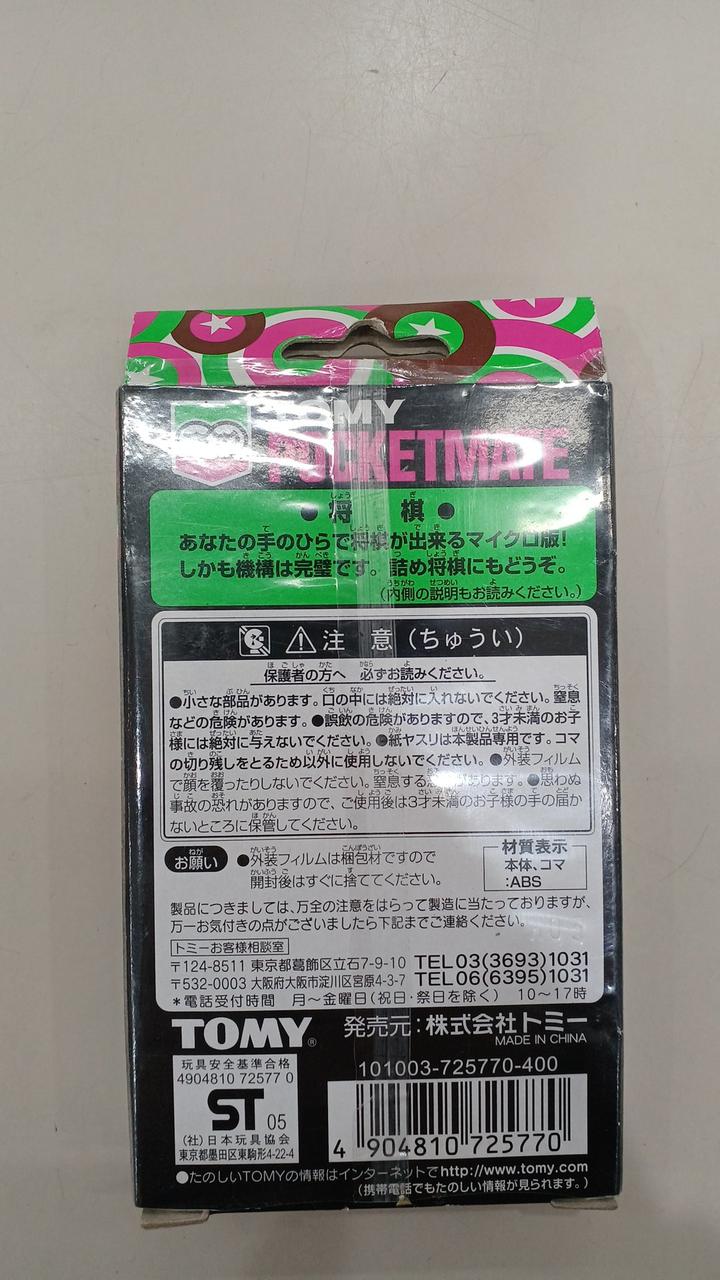 TOMY
POCKETMATE
● 将 棋 ●
あなたの手のひらで将棋が出来るマイクロ版!
しかも機構は完璧です。詰め将棋にもどうぞ。
(内側の説明もお読みください。)
注 意(ちゅうい)
保護者の方へ 必ずお読みください。
●小さな部品があります。口の中には絶対に入れないでください。窒息
などの危険があります。●誤飲の危険がありますので、3才未満のお子
様には絶対に与えないでください。●紙ヤスリは本製品専用です。コマ
の切り残しをとるため以外に使用しないでください。●外装フィルム
で顔を覆ったりしないでください。窒息する恐れがあります。●思わぬ
事故の恐れがありますので、ご使用後は3才未満のお子様の手の届か
ないところに保管してください。
お願い
●外装フィルムは梱包材ですので
開封後はすぐに捨ててください。
材質表示
本体、コマ
:ABS
製品につきましては、万全の注意をはらって製造に当たっておりますが、
万一お気付きの点がございましたら下記までご連絡ください。
トミーお客様相談室
〒124-8511 東京都葛飾区立石7-9-10 TEL03(3693)1031
〒532-0003 大阪府大阪市淀川区宮原4-3-7 TEL06(6395)1031
*電話受付時間 月〜金曜日(祝日・祭日を除く) 10〜17時
TOMY® 発売元:株式会社トミー
MADE IN CHINA
玩具安全基準合格
4904810 72577 0
ST 05
(社)日本玩具協会
東京都墨田区東駒形4-22-4
101003-725770-400
4 904810 725770
●たのしいTOMYの情報はインターネットでhttp://www.tomy.com
(携帯電話でもたのしい情報が見られます。)